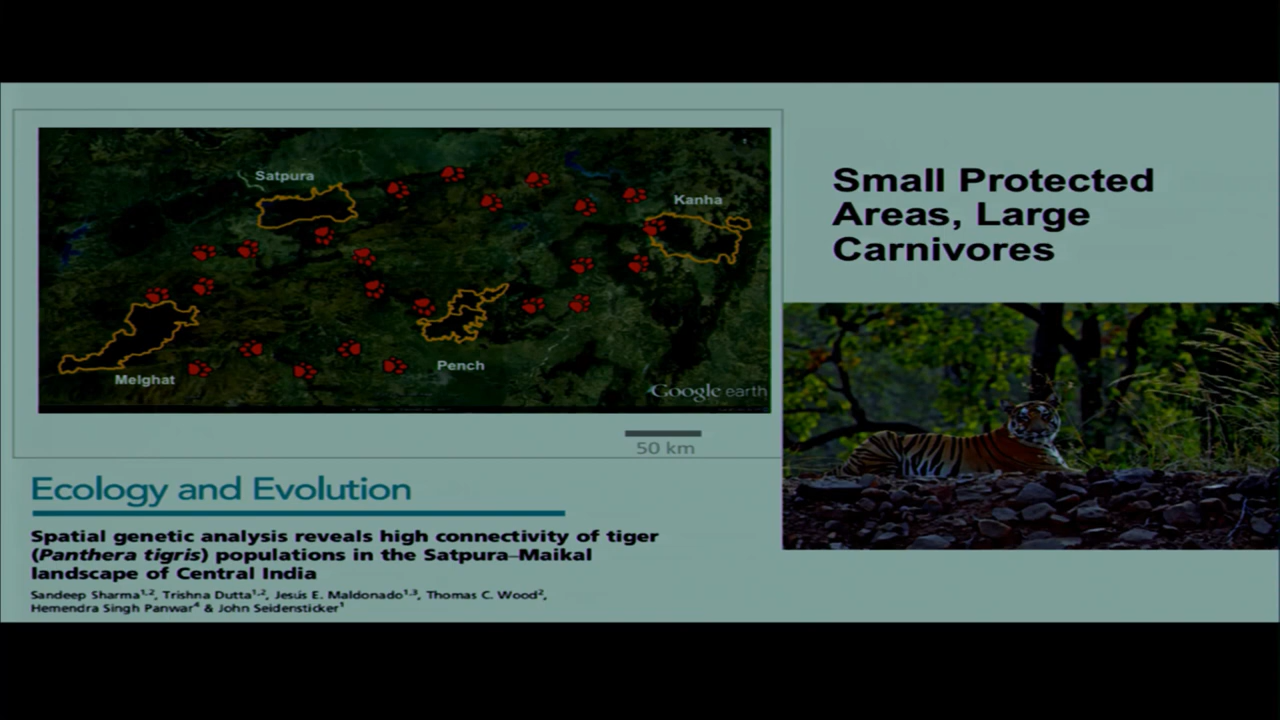 Satpura
Kanha
Melghat
Pench
Google earth
50 km
Small Protected
Areas, Large
Carnivores
Ecology and Evolution
Spatial genetic analysis reveals high connectivity of tiger
(Panthera tigris) populations in the Satpura–Maikal
landscape of Central India
Sandeep Sharma1,2, Trishna Dutta1,2, Jesús E. Maldonado1,3, Thomas C. Wood2,
Hemendra Singh Panwar4 & John Seidensticker1